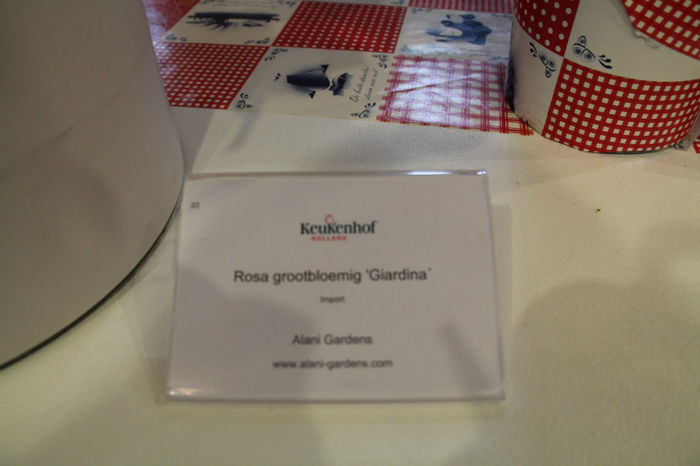 33
KeuKenhof
HOLLAND
Rosa grootbloemig 'Giardina´
Import
Alani Gardens
www.alani-gardens.com